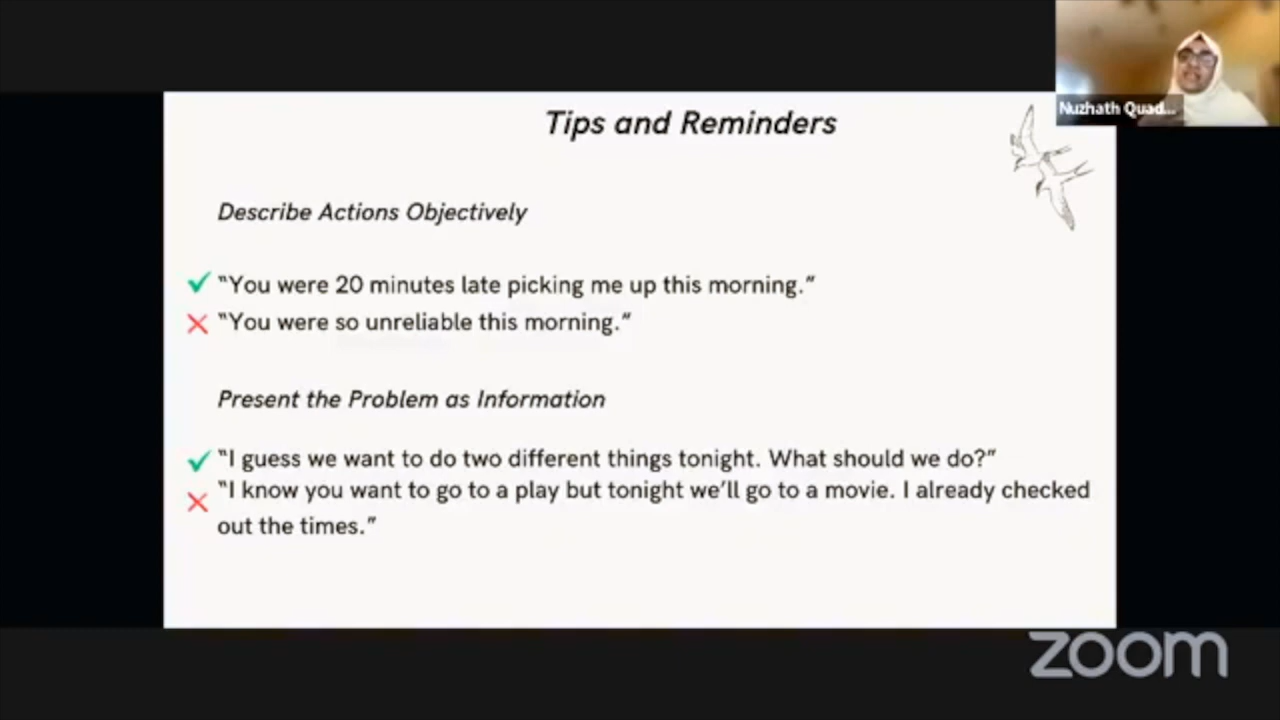 Nuzhath Quad...
Tips and Reminders
Describe Actions Objectively
"You were 20 minutes late picking me up this morning."
"You were so unreliable this morning."
Present the Problem as Information
"I guess we want to do two different things tonight. What should we do?"
"I know you want to go to a play but tonight we'll go to a movie. I already checked
out the times."
zoom